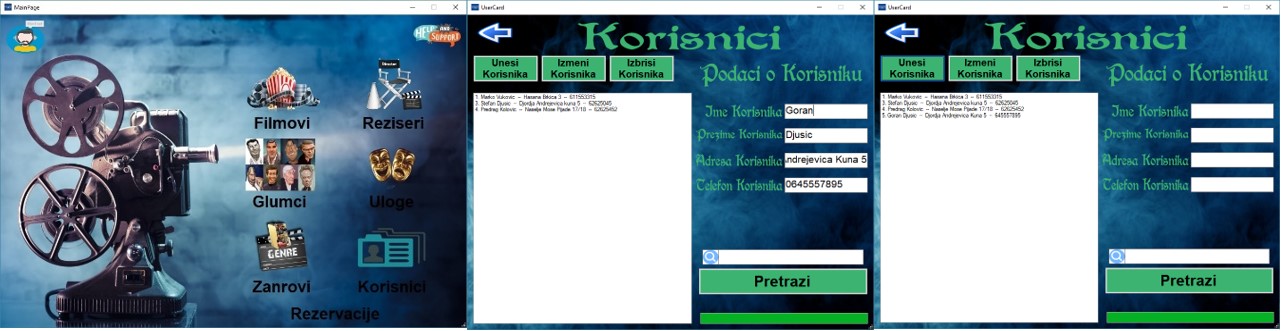 MainPage
HELP AND SUPPORT
Director
Filmovi
Reziseri
Glumci
Uloge
GENRE
Zanrovi
Korisnici
Rezervacije
UserCard
Korisnici
Unesi Korisnika
Izmeni Korisnika
Izbrisi Korisnika
Podaci o Korisniku
1. Marko Vukovic - Hasana Brkica 3 - 611553315
3. Stefan Djusic - Djordja Andrejevica kuna 5 - 62625045
4. Predrag Kolovic - Naselje Mose Pijade 17/18 - 62625452
Ime Korisnika Goran
Prezime Korisnika Djusic
Adresa Korisnika Andrejevica Kuna 5
Telefon Korisnika 0645557895
Pretrazi
UserCard
Korisnici
Unesi Korisnika
Izmeni Korisnika
Izbrisi Korisnika
Podaci o Korisniku
1. Marko Vukovic - Hasana Brkica 3 - 611553315
3. Stefan Djusic - Djordja Andrejevica kuna 5 - 62625045
4. Predrag Kolovic - Naselje Mose Pijade 17/18 - 62625452
5. Goran Djusic - Djordja Andrejevica Kuna 5 - 645557895
Ime Korisnika
Prezime Korisnika
Adresa Korisnika
Telefon Korisnika
Pretrazi